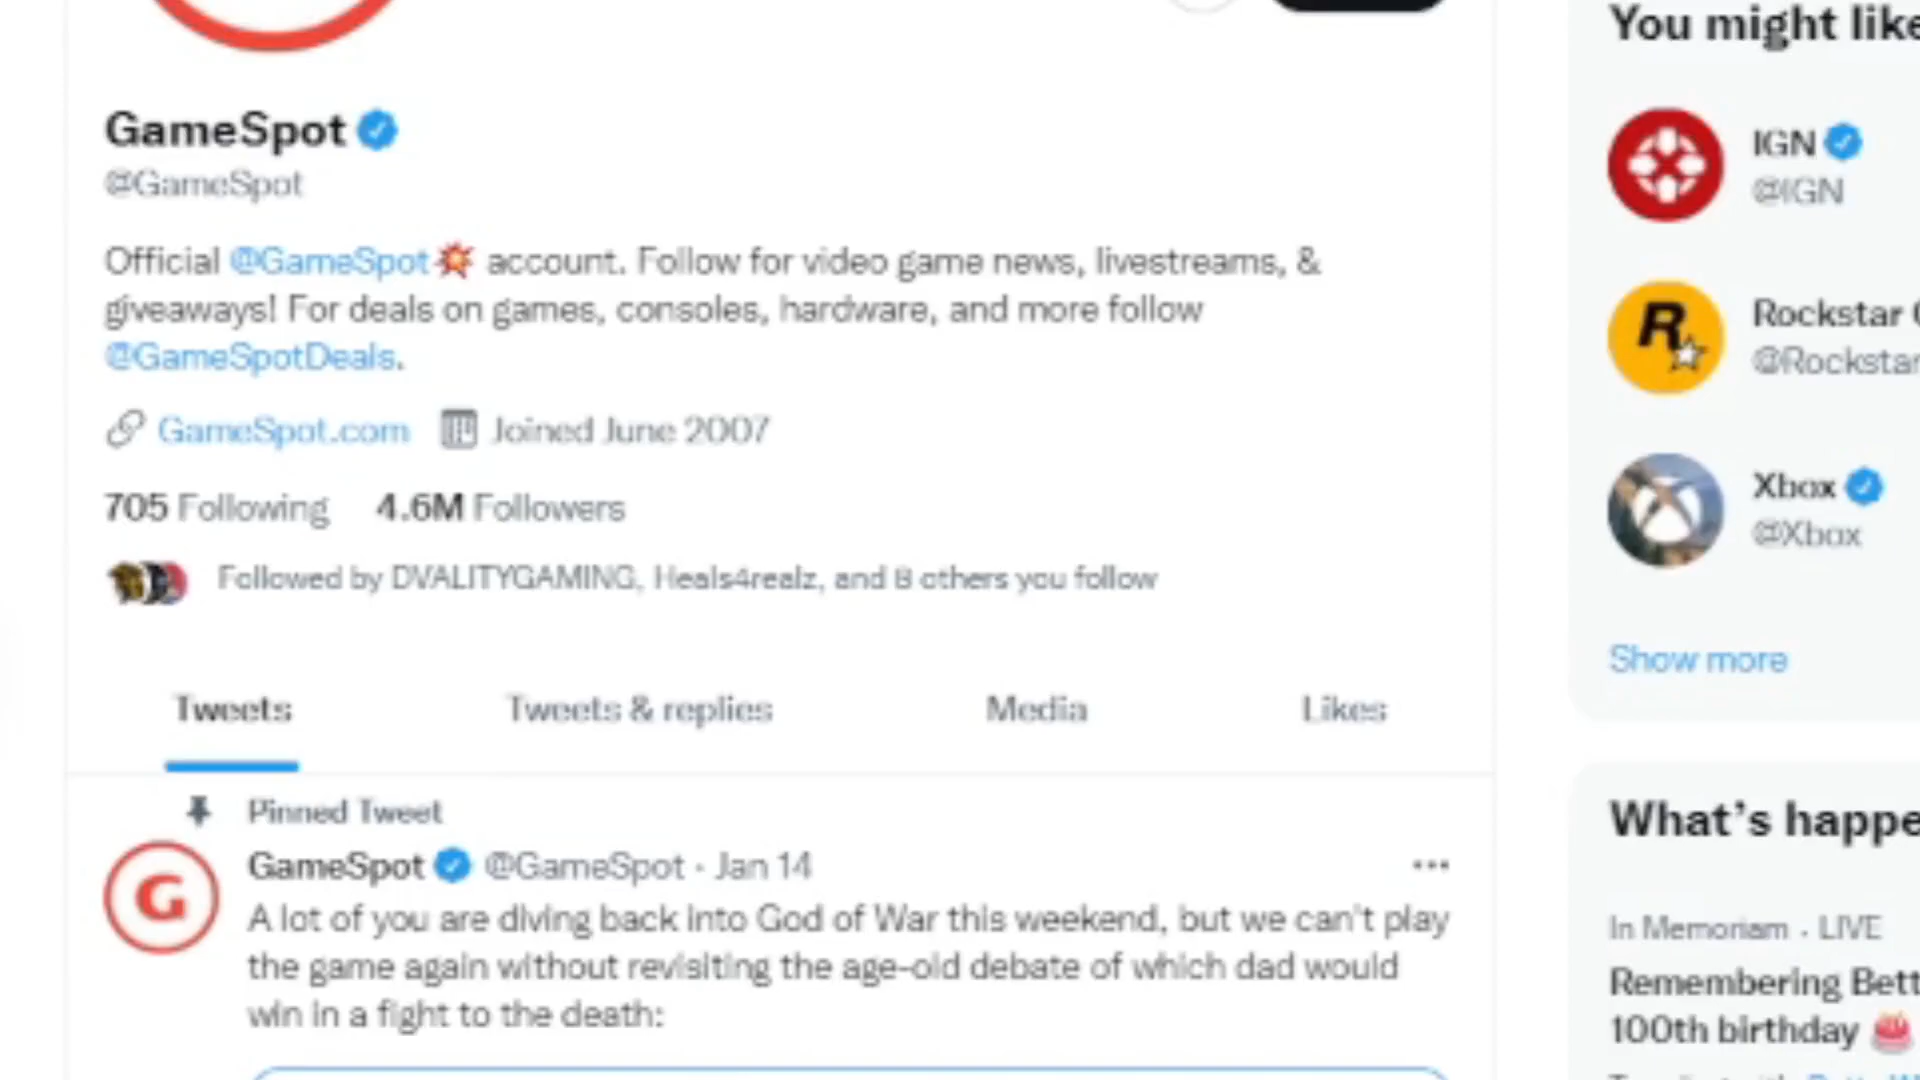 GameSpot
@GameSpot
Official @GameSpot💥 account. Follow for video game news, livestreams, &
giveaways! For deals on games, consoles, hardware, and more follow
@GameSpotDeals.
GameSpot.com Joined June 2007
705 Following 4.6M Followers
Followed by DVALITYGAMING, Heals4realz, and 8 others you follow
Tweets Tweets & replies Media Likes
Pinned Tweet
GameSpot @GameSpot · Jan 14
G
A lot of you are diving back into God of War this weekend, but we can't play
the game again without revisiting the age-old debate of which dad would
win in a fight to the death:
You might like
IGN
@IGN
Rockstar
@Rockstar
R
Xbox
@Xbox
Show more
What's happe
In Memoriam · LIVE
Remembering Bett
100th birthday 🎂